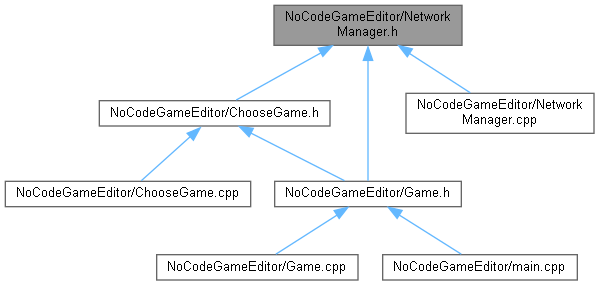 NoCodeGameEditor/Network
Manager.h
NoCodeGameEditor/ChooseGame.h
NoCodeGameEditor/Network
Manager.cpp
NoCodeGameEditor/ChooseGame.cpp
NoCodeGameEditor/Game.h
NoCodeGameEditor/Game.cpp
NoCodeGameEditor/main.cpp